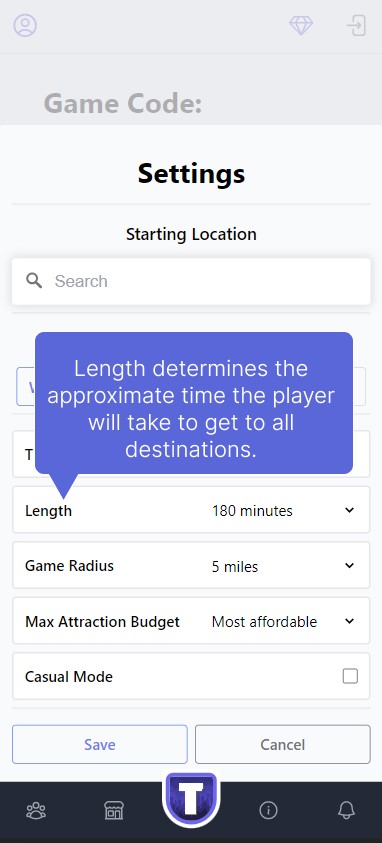 Game Code:
Settings
Starting Location
Search
Length determines the
approximate time the player
will take to get to all
destinations.
Length 180 minutes
Game Radius 5 miles
Max Attraction Budget Most affordable
Casual Mode
Save Cancel
T